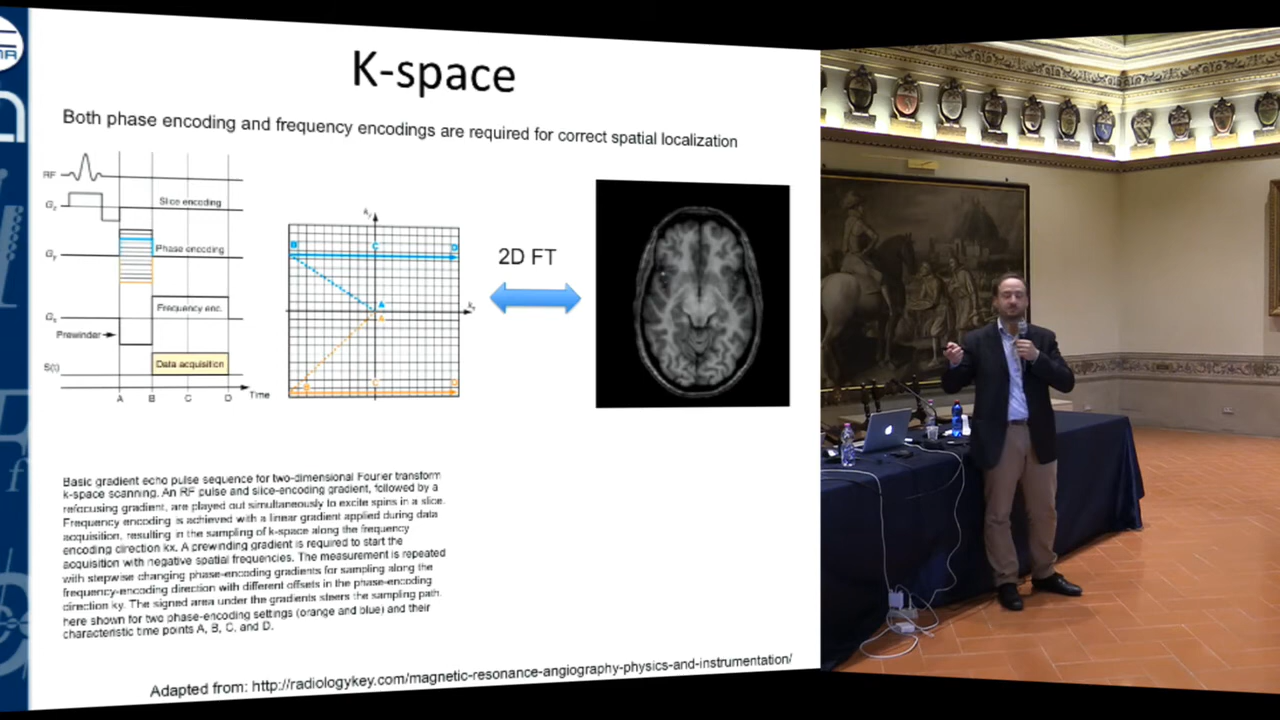 K-space
Both phase encoding and frequency encodings are required for correct spatial localization
RF
Slice encoding
Phase encoding
Frequency enc.
Prewinder
S(t)
Data acquisition
A B C D Time
B C D
A
A
B C D
2D FT
Basic gradient echo pulse sequence for two-dimensional Fourier transform
k-space scanning. An RF pulse and slice-encoding gradient, followed by a
refocusing gradient, are played out simultaneously to excite spins in a slice.
Frequency encoding is achieved with a linear gradient applied during data
acquisition, resulting in the sampling of k-space along the frequency
encoding direction kx. A prewinding gradient is required to start the
acquisition with negative spatial frequencies. The measurement is repeated
with stepwise changing phase-encoding gradients for sampling along the
frequency-encoding direction with different offsets in the phase-encoding
direction ky. The signed area under the gradients steers the sampling path.
here shown for two phase-encoding settings (orange and blue) and their
characteristic time points A, B, C, and D.
Adapted from: http://radiologykey.com/magnetic-resonance-angiography-physics-and-instrumentation/